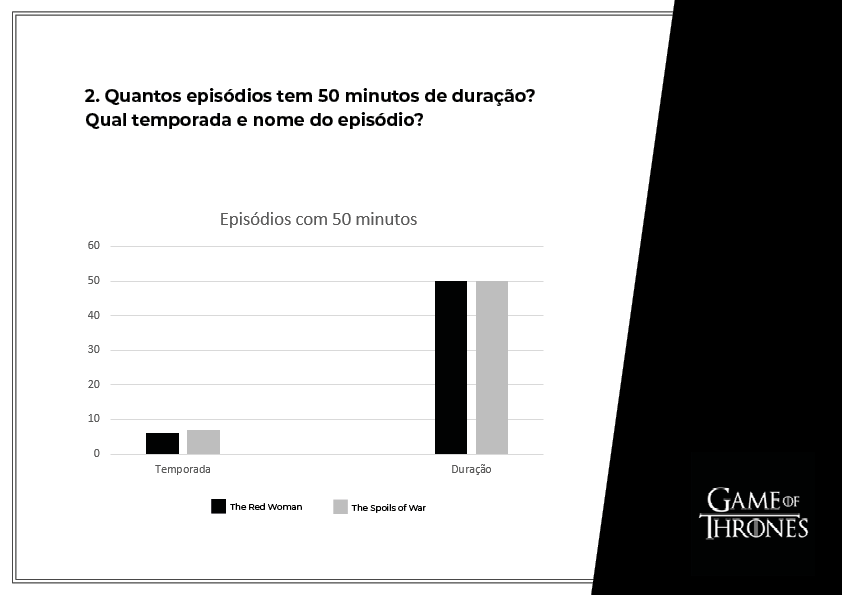 2. Quantos episódios tem 50 minutos de duração?
Qual temporada e nome do episódio?
Episódios com 50 minutos
60
50
40
30
20
10
0
Temporada
Duração
The Red Woman
The Spoils of War
GAME OF
THRONES